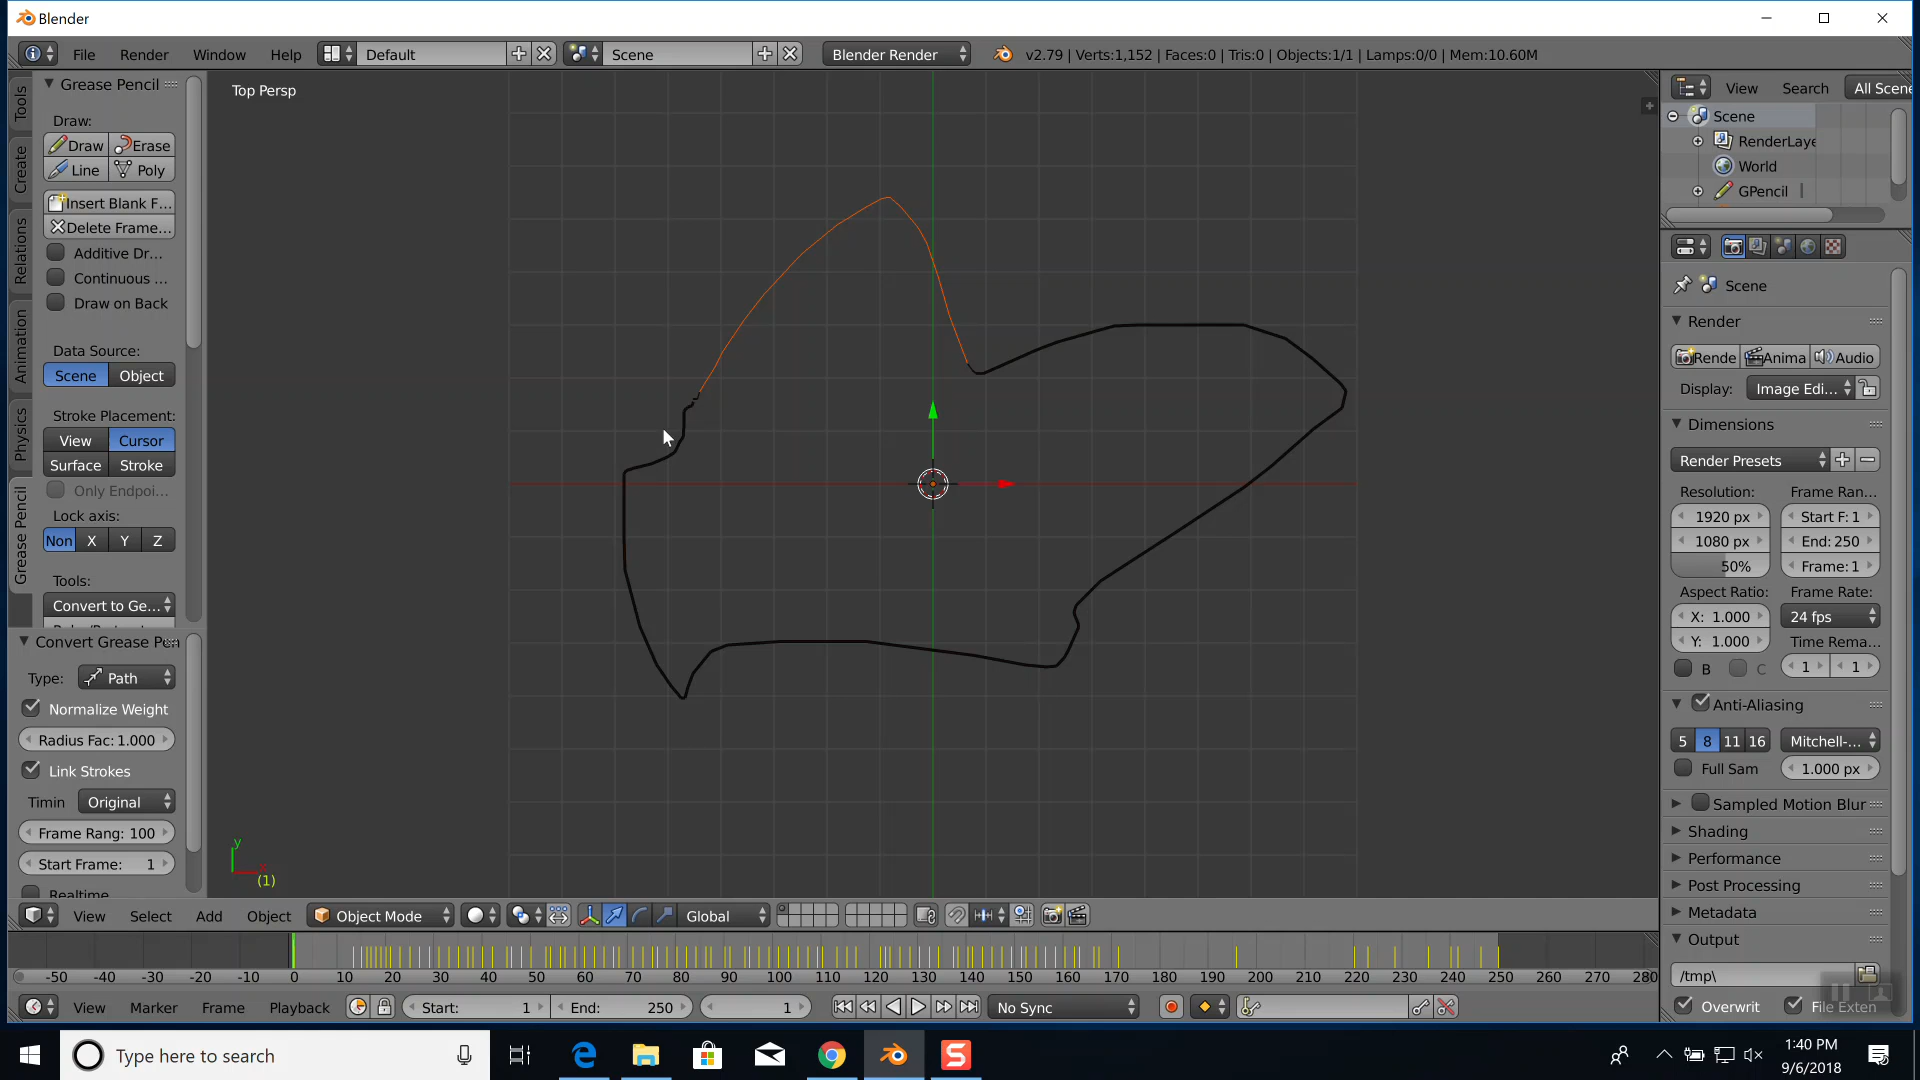 Blender
File Render Window Help Default Scene Blender Render v2.79 | Verts:1,152 | Faces:0 | Tris:0 | Objects:1/1 | Lamps:0/0 | Mem:10.60M
Tools
Create
Relations
Animation
Physics
Grease Pencil
Grease Pencil
Draw:
Draw Erase
Line Poly
Insert Blank F...
Delete Frame...
Additive Dr...
Continuous ...
Draw on Back
Data Source:
Scene Object
Stroke Placement:
View Cursor
Surface Stroke
Only Endpoi...
Lock axis:
Non X Y Z
Tools:
Convert to Ge...
Convert Grease Pen
Type: Path
Normalize Weight
Radius Fac: 1.000
Link Strokes
Timin Original
Frame Rang: 100
Start Frame: 1
Realtime
Top Persp
y
x
(1)
View Search All Scene
Scene
RenderLaye
World
GPencil
Scene
Render
Rende Anima Audio
Display: Image Edi...
Dimensions
Render Presets
Resolution: Frame Ran...
1920 px Start F: 1
1080 px End: 250
50% Frame: 1
Aspect Ratio: Frame Rate:
X: 1.000 24 fps
Y: 1.000 Time Rema...
B C 1 1
Anti-Aliasing
5 8 11 16 Mitchell-...
Full Sam 1.000 px
Sampled Motion Blur
Shading
Performance
Post Processing
Metadata
Output
/tmp\
Overwrit File Exten
View Select Add Object Object Mode Global
-50 -40 -30 -20 -10 0 10 20 30 40 50 60 70 80 90 100 110 120 130 140 150 160 170 180 190 200 210 220 230 240 250 260 270 280
View Marker Frame Playback Start: 1 End: 250 1 No Sync
Type here to search
S
1:40 PM
9/6/2018